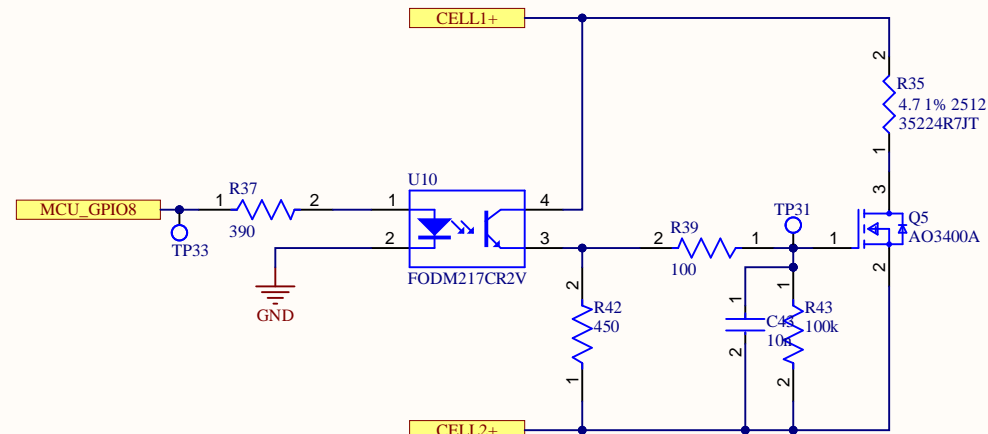 CELL1+
2
R35
4.7 1% 2512
35224R7JT
1
3
U10
R37
MCU_GPIO8
1
2
390
TP33
1
4
2
3
FODM217CR2V
GND
2
R39
1
100
TP31
1
Q5
AO3400A
2
2
R42
450
1
1
C43
10n
2
1
R43
100k
2
CELL2+